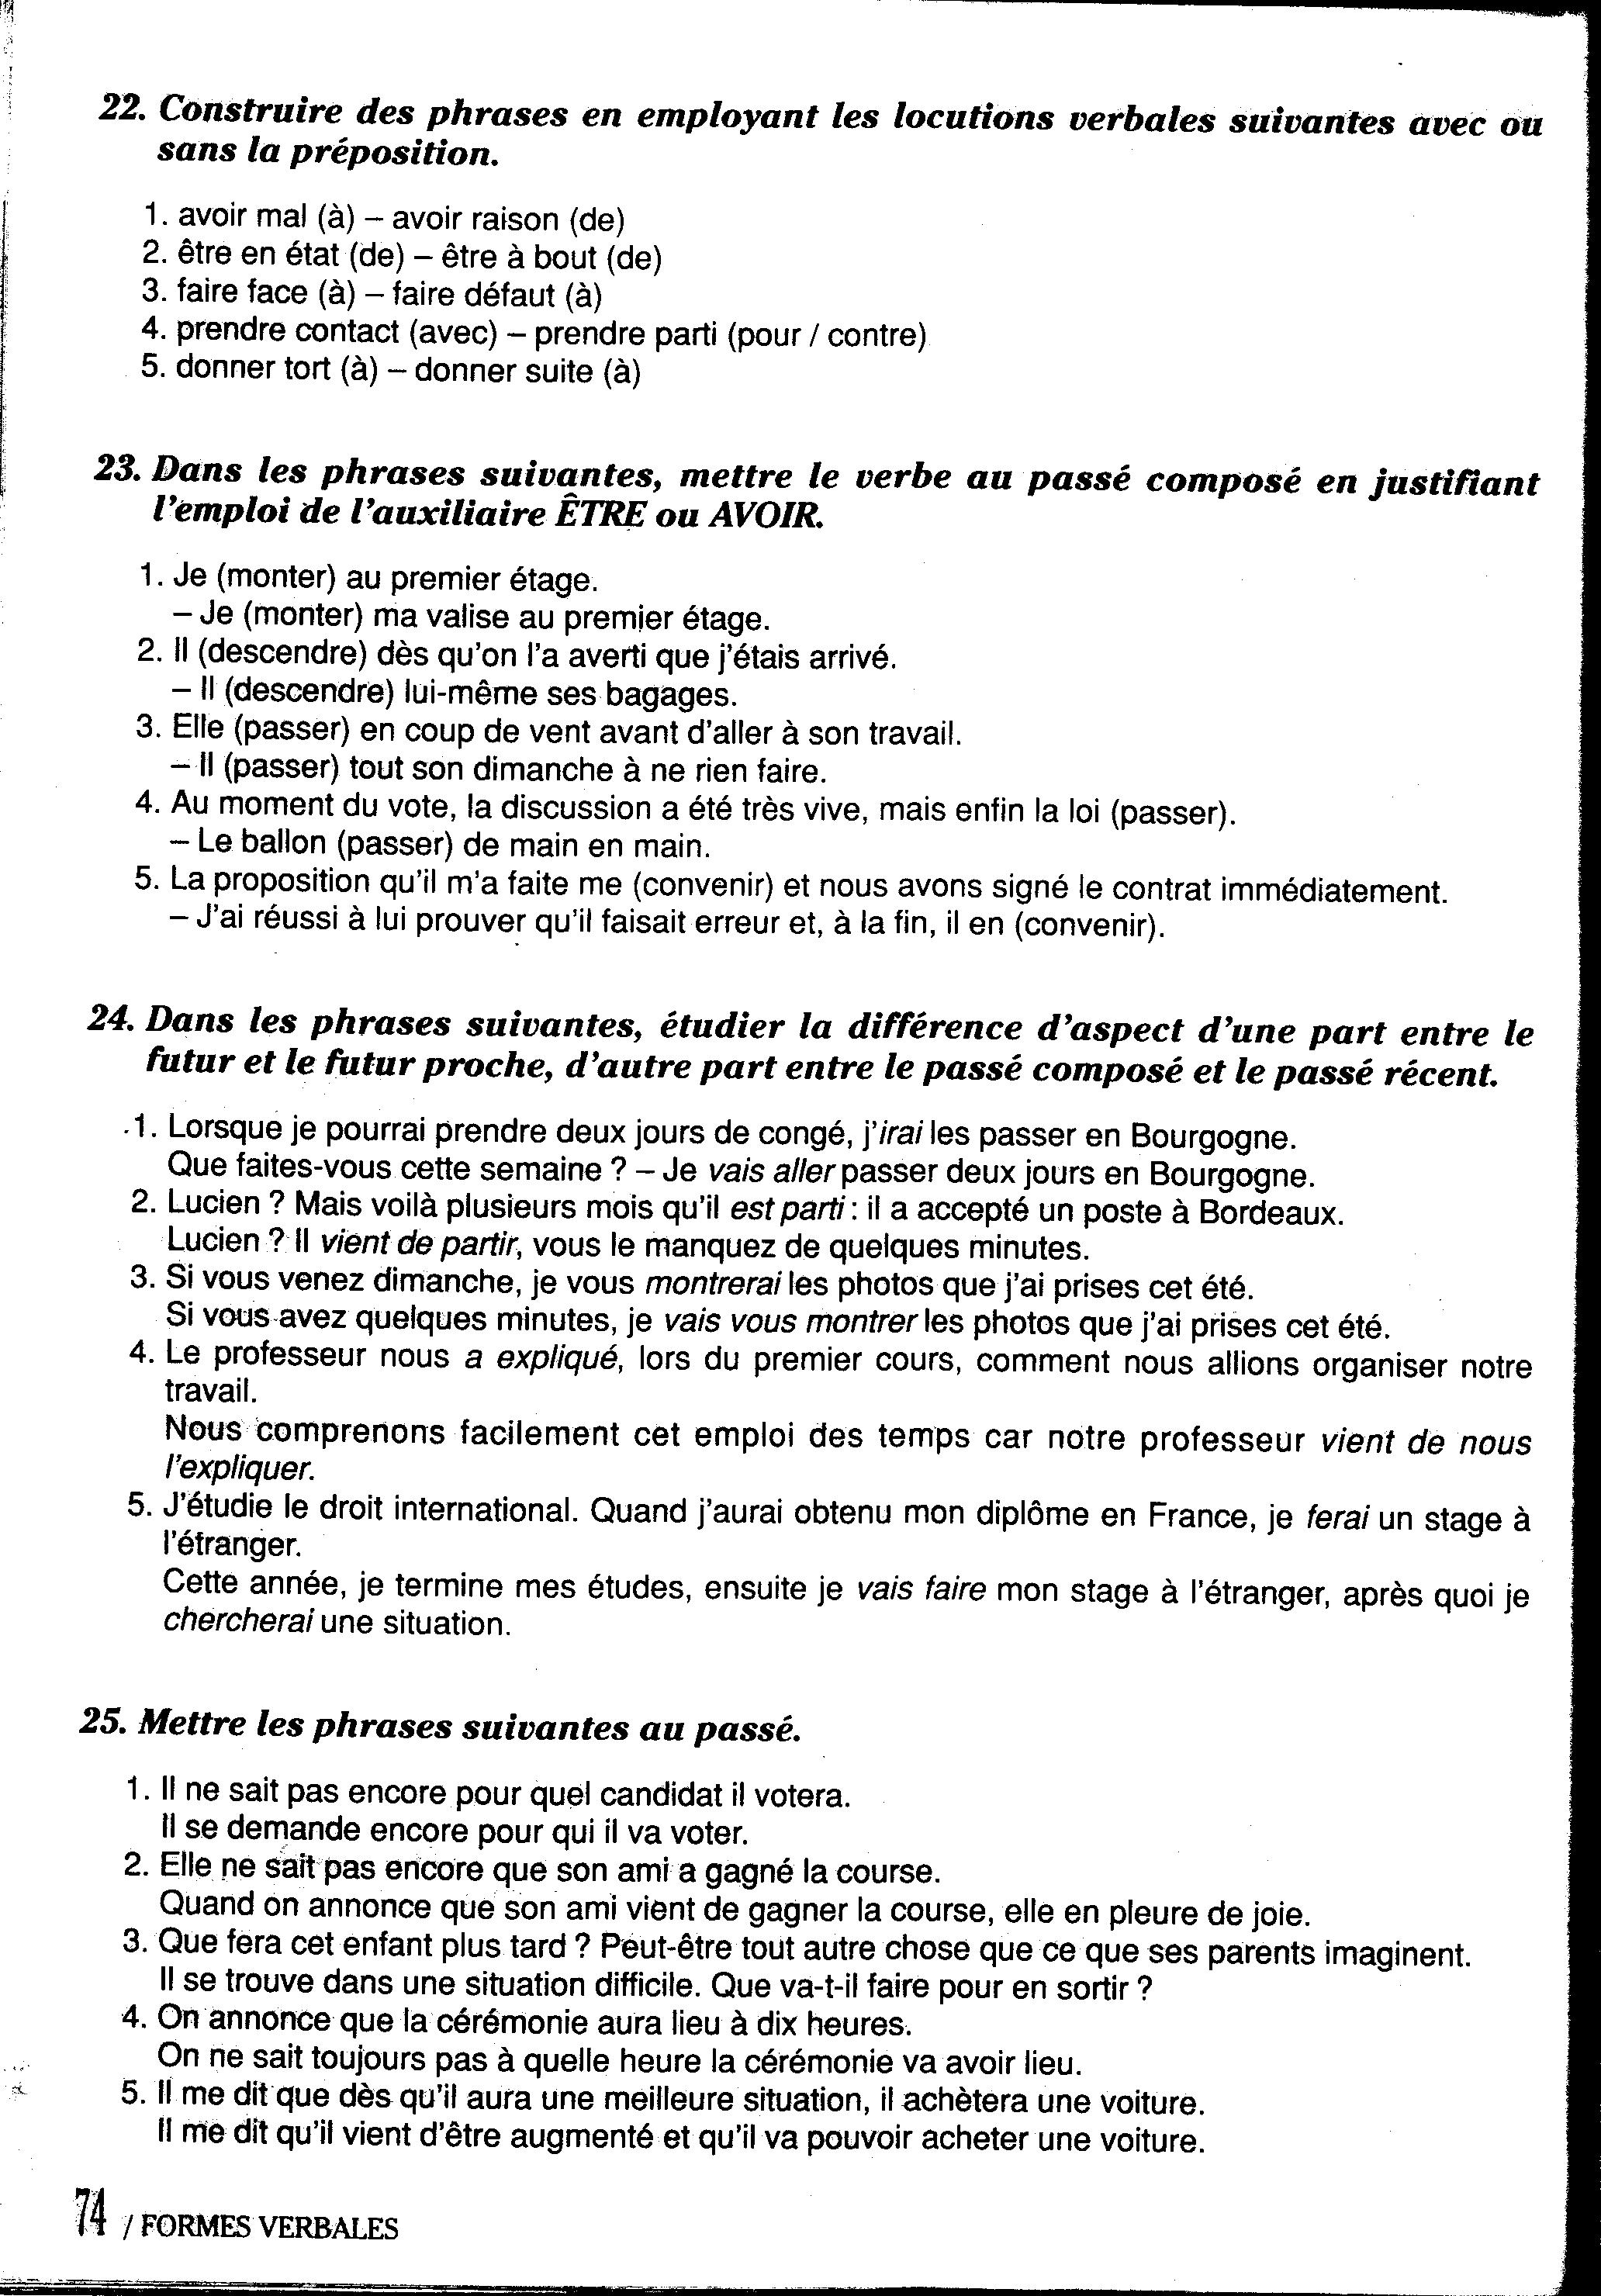 22. Construire des phrases en employant les locutions verbales suivantes avec ou
sans la préposition.
1. avoir mal (à) – avoir raison (de)
2. être en état (de) – être à bout (de)
3. faire face (à) – faire défaut (à)
4. prendre contact (avec) – prendre parti (pour / contre)
5. donner tort (à) – donner suite (à)
23. Dans les phrases suivantes, mettre le verbe au passé composé en justifiant
l'emploi de l'auxiliaire ÊTRE ou AVOIR.
1. Je (monter) au premier étage.
– Je (monter) ma valise au premier étage.
2. Il (descendre) dès qu'on l'a averti que j'étais arrivé.
– Il (descendre) lui-même ses bagages.
3. Elle (passer) en coup de vent avant d'aller à son travail.
– Il (passer) tout son dimanche à ne rien faire.
4. Au moment du vote, la discussion a été très vive, mais enfin la loi (passer).
– Le ballon (passer) de main en main.
5. La proposition qu'il m'a faite me (convenir) et nous avons signé le contrat immédiatement.
– J'ai réussi à lui prouver qu'il faisait erreur et, à la fin, il en (convenir).
24. Dans les phrases suivantes, étudier la différence d'aspect d'une part entre le
futur et le futur proche, d'autre part entre le passé composé et le passé récent.
1. Lorsque je pourrai prendre deux jours de congé, j'irai les passer en Bourgogne.
Que faites-vous cette semaine ? – Je vais aller passer deux jours en Bourgogne.
2. Lucien ? Mais voilà plusieurs mois qu'il est parti : il a accepté un poste à Bordeaux.
Lucien ? Il vient de partir, vous le manquez de quelques minutes.
3. Si vous venez dimanche, je vous montrerai les photos que j'ai prises cet été.
Si vous avez quelques minutes, je vais vous montrer les photos que j'ai prises cet été.
4. Le professeur nous a expliqué, lors du premier cours, comment nous allions organiser notre
travail.
Nous comprenons facilement cet emploi des temps car notre professeur vient de nous
l'expliquer.
5. J'étudie le droit international. Quand j'aurai obtenu mon diplôme en France, je ferai un stage à
l'étranger.
Cette année, je termine mes études, ensuite je vais faire mon stage à l'étranger, après quoi je
chercherai une situation.
25. Mettre les phrases suivantes au passé.
1. Il ne sait pas encore pour quel candidat il votera.
Il se demande encore pour qui il va voter.
2. Elle ne sait pas encore que son ami a gagné la course.
Quand on annonce que son ami vient de gagner la course, elle en pleure de joie.
3. Que fera cet enfant plus tard ? Peut-être tout autre chose que ce que ses parents imaginent.
Il se trouve dans une situation difficile. Que va-t-il faire pour en sortir ?
4. On annonce que la cérémonie aura lieu à dix heures.
On ne sait toujours pas à quelle heure la cérémonie va avoir lieu.
5. Il me dit que dès qu'il aura une meilleure situation, il achètera une voiture.
Il me dit qu'il vient d'être augmenté et qu'il va pouvoir acheter une voiture.
74 / FORMES VERBALES